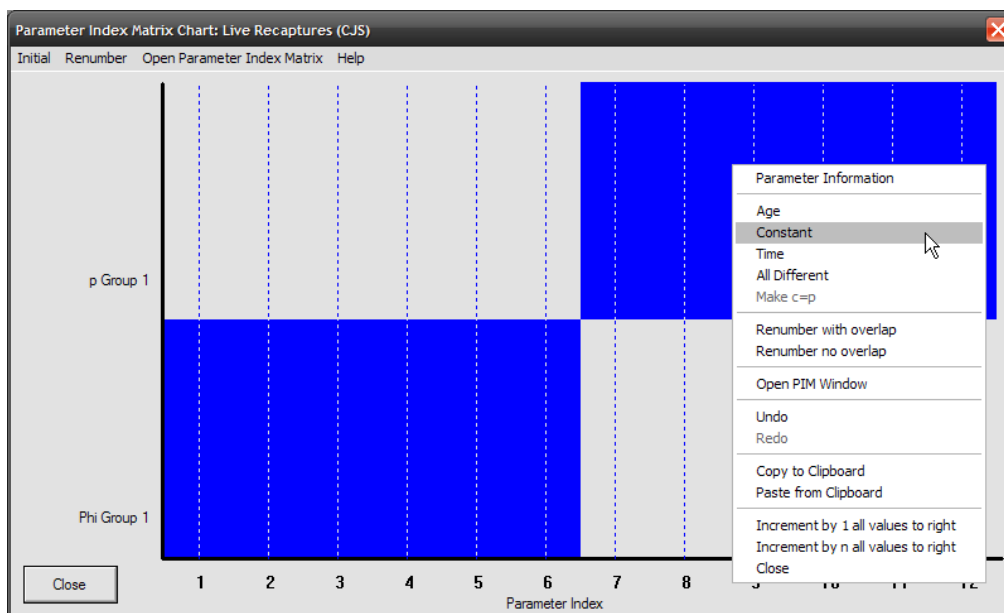 Parameter Index Matrix Chart: Live Recaptures (CJS)
Initial Renumber Open Parameter Index Matrix Help
p Group 1
Phi Group 1
Parameter Information
Age
Constant
Time
All Different
Make c=p
Renumber with overlap
Renumber no overlap
Open PIM Window
Undo
Redo
Copy to Clipboard
Paste from Clipboard
Increment by 1 all values to right
Increment by n all values to right
Close
Close
1 2 3 4 5 6 7 8
Parameter Index